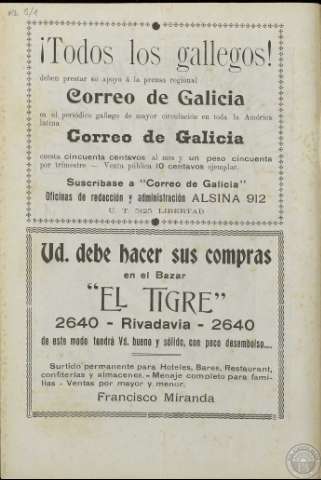 ¡Todos los gallegos!
deben prestar su apoyo á la prensa regional
Correo de Galicia
es el periódico gallego de mayor circulación en toda la América
latina
Correo de Galicia
cuesta cincuenta centavos al mes y un peso cincuenta
por trimestre — Venta pública 10 centavos ejemplar.
Suscríbase a "Correo de Galicia"
Oficinas de redacción y administración ALSINA 912
U. T. 5125 LIBERTAD
Ud. debe hacer sus compras
en el Bazar
"EL TIGRE"
2640 - Rivadavia - 2640
de este modo tendrá Vd. bueno y sólido, con poco desembolso....
Surtido permanente para Hoteles, Bares, Restaurant,
confiterías y almacenes. - Menaje completo para fami-
lias - Ventas por mayor y menor.
Francisco Miranda